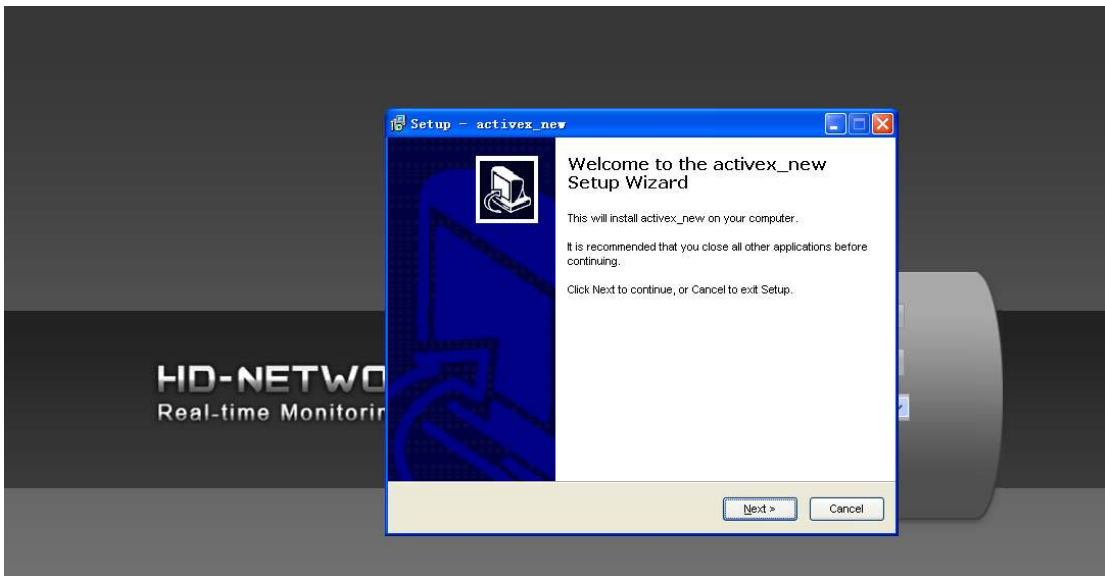 Setup - activex_new
Welcome to the activex_new
Setup Wizard
This will install activex_new on your computer.
It is recommended that you close all other applications before
continuing.
Click Next to continue, or Cancel to exit Setup.
HD-NETWO
Real-time Monitorin
Next >
Cancel